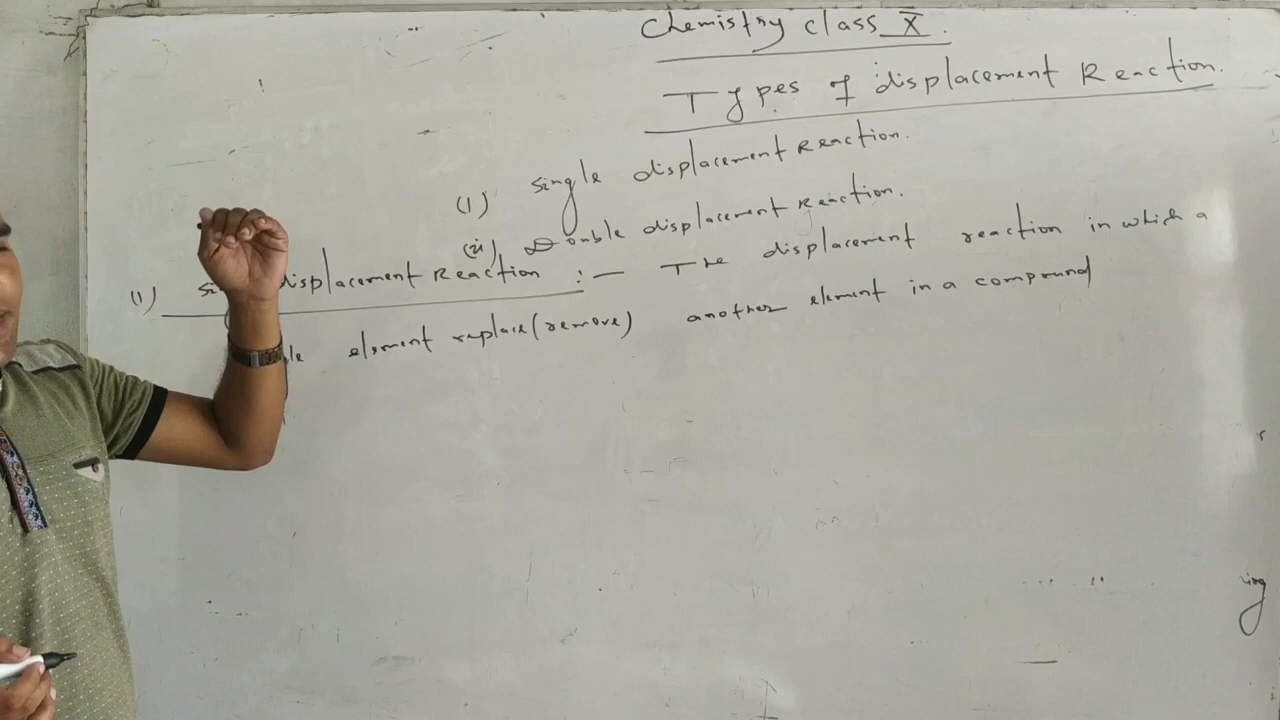 Chemistry class X.
Types of displacement Reaction.
(1) single displacement Reaction.
(ii) Double displacement Reaction.
(1) displacement Reaction :- The displacement reaction in which a
element replace (remove) another element in a compound